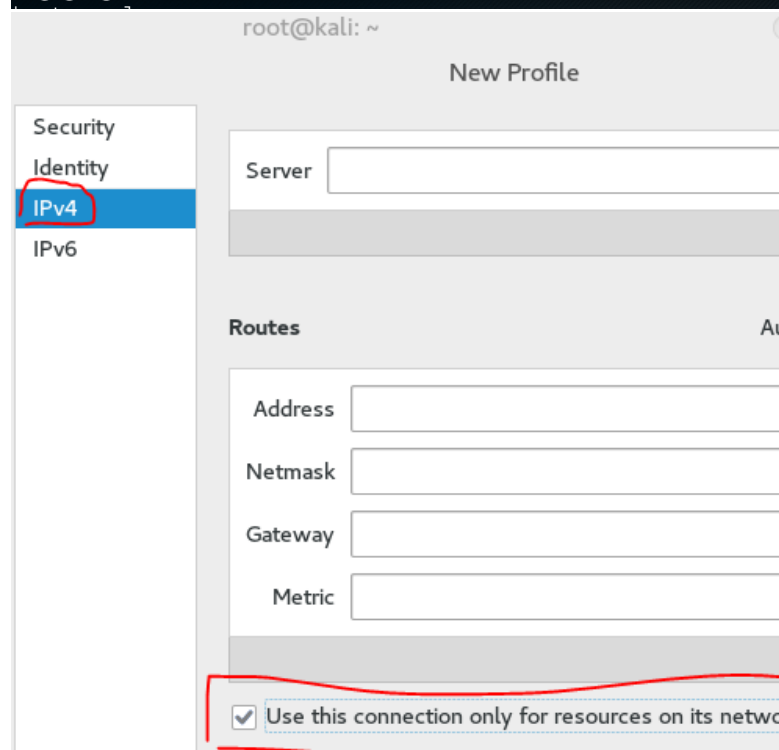 root@kali: ~
New Profile
Security
Identity
IPv4
IPv6
Server
Routes
Address
Netmask
Gateway
Metric
Use this connection only for resources on its